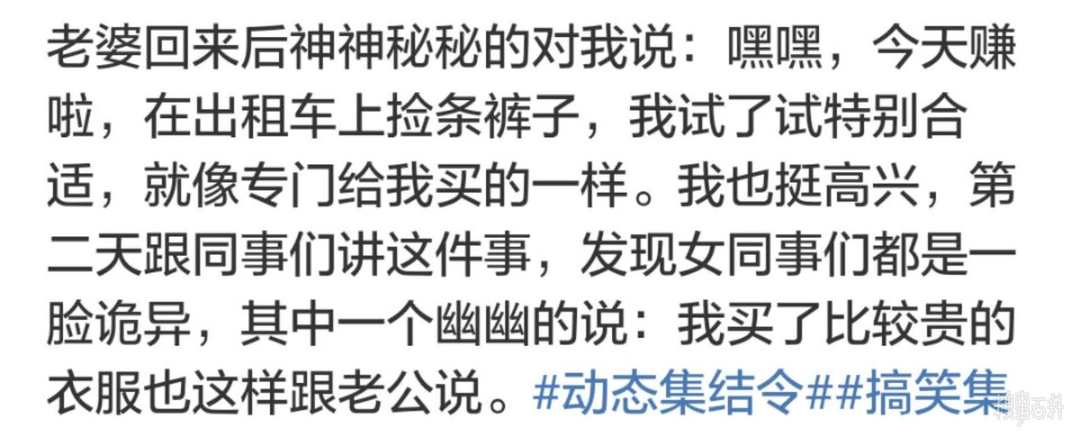 老婆回来后神神秘秘的对我说：嘿嘿，今天赚
啦，在出租车上捡条裤子，我试了试特别合
适，就像专门给我买的一样。我也挺高兴，第
二天跟同事们讲这件事，发现女同事们都是一
脸诡异，其中一个幽幽的说：我买了比较贵的
衣服也这样跟老公说。#动态集结令##搞笑集